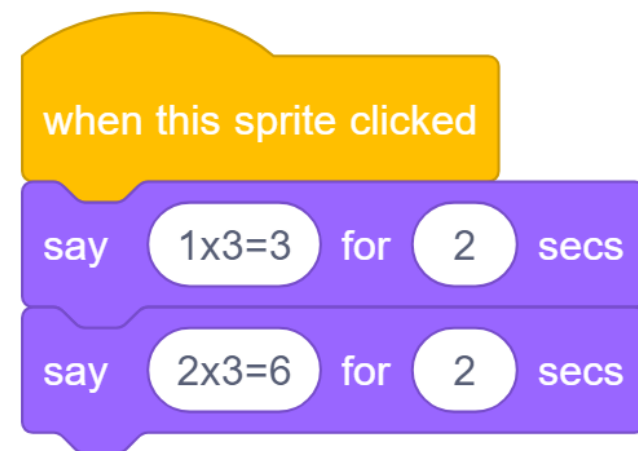 when this sprite clicked
say 1x3=3 for 2 secs
say 2x3=6 for 2 secs